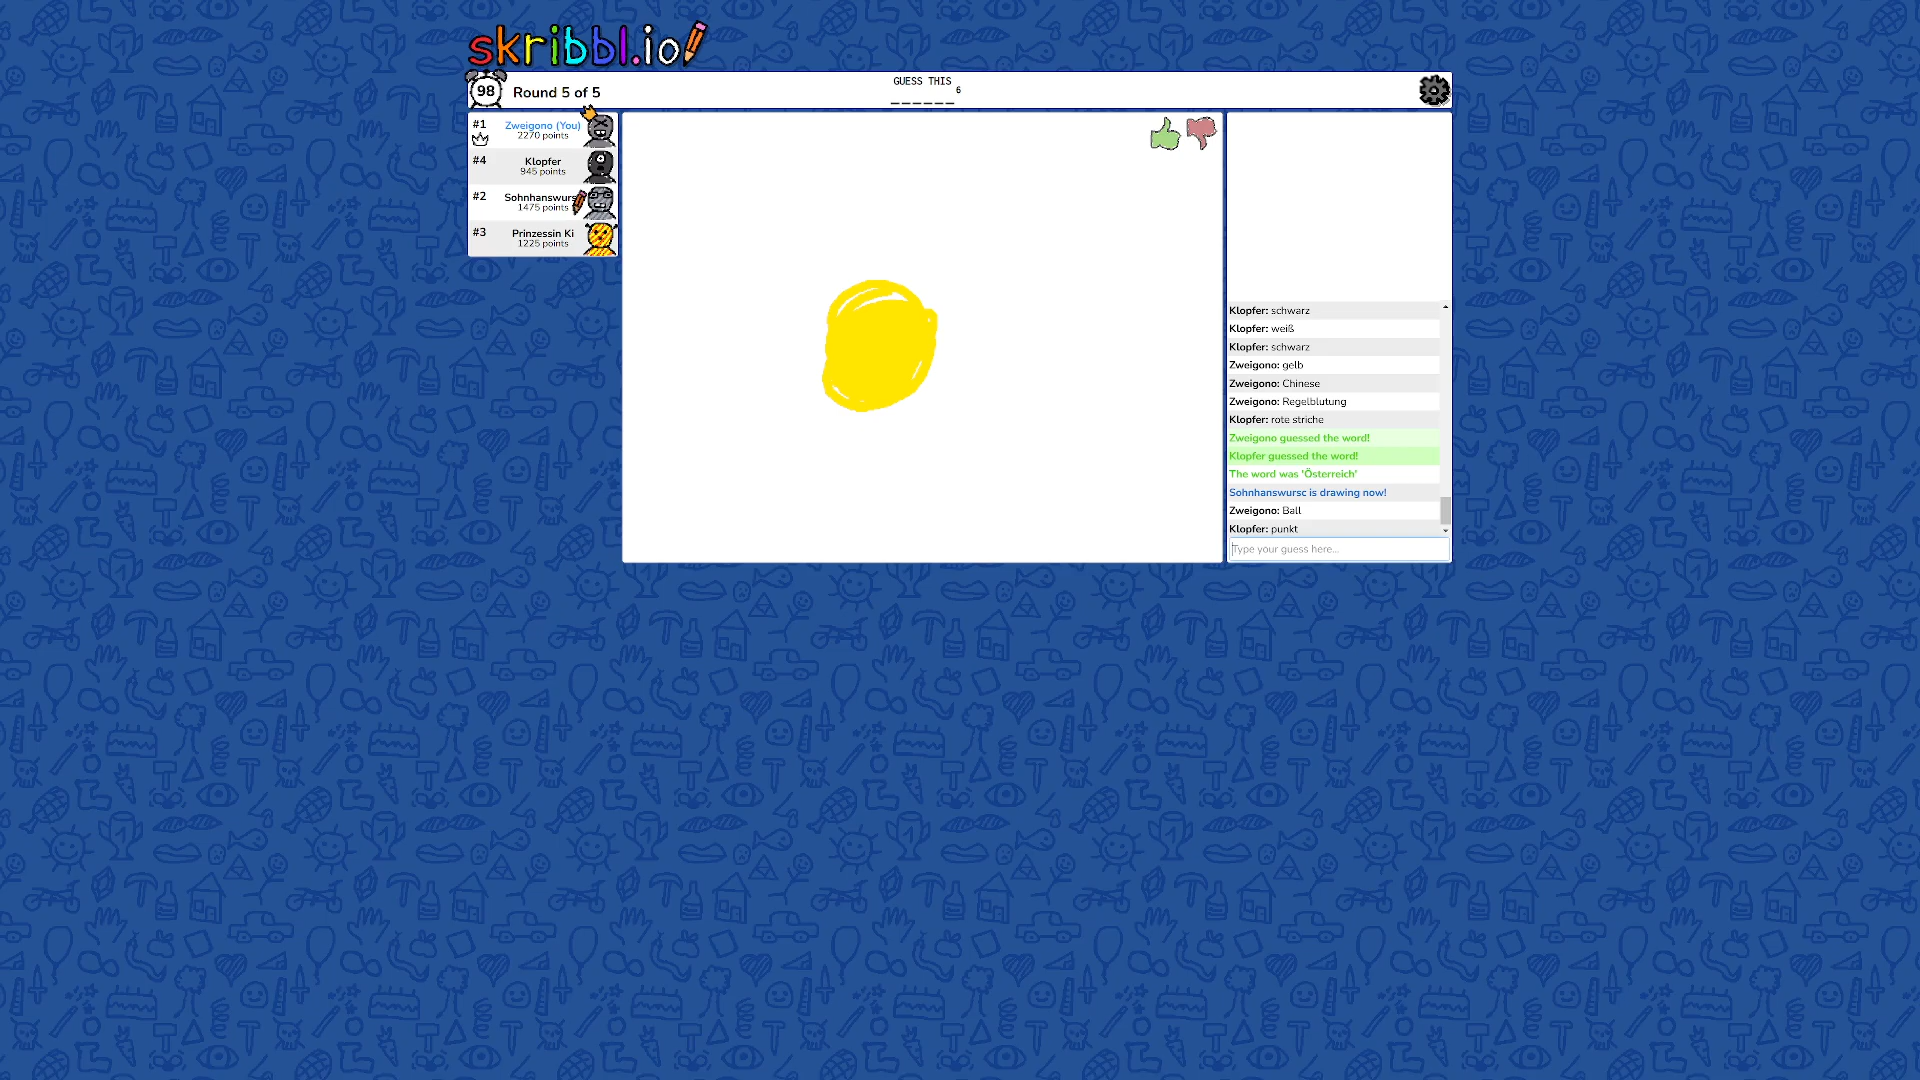 skribbl.io
98
Round 5 of 5
GUESS THIS
______ 6
#1
Zweigono (You)
2270 points
#4
Klopfer
945 points
#2
Sohnhanswurs
1475 points
#3
Prinzessin Ki
1225 points
Klopfer: schwarz
Klopfer: weiß
Klopfer: schwarz
Zweigono: gelb
Zweigono: Chinese
Zweigono: Regelblutung
Klopfer: rote striche
Zweigono guessed the word!
Klopfer guessed the word!
The word was 'Österreich'
Sohnhanswursc is drawing now!
Zweigono: Ball
Klopfer: punkt
Type your guess here...